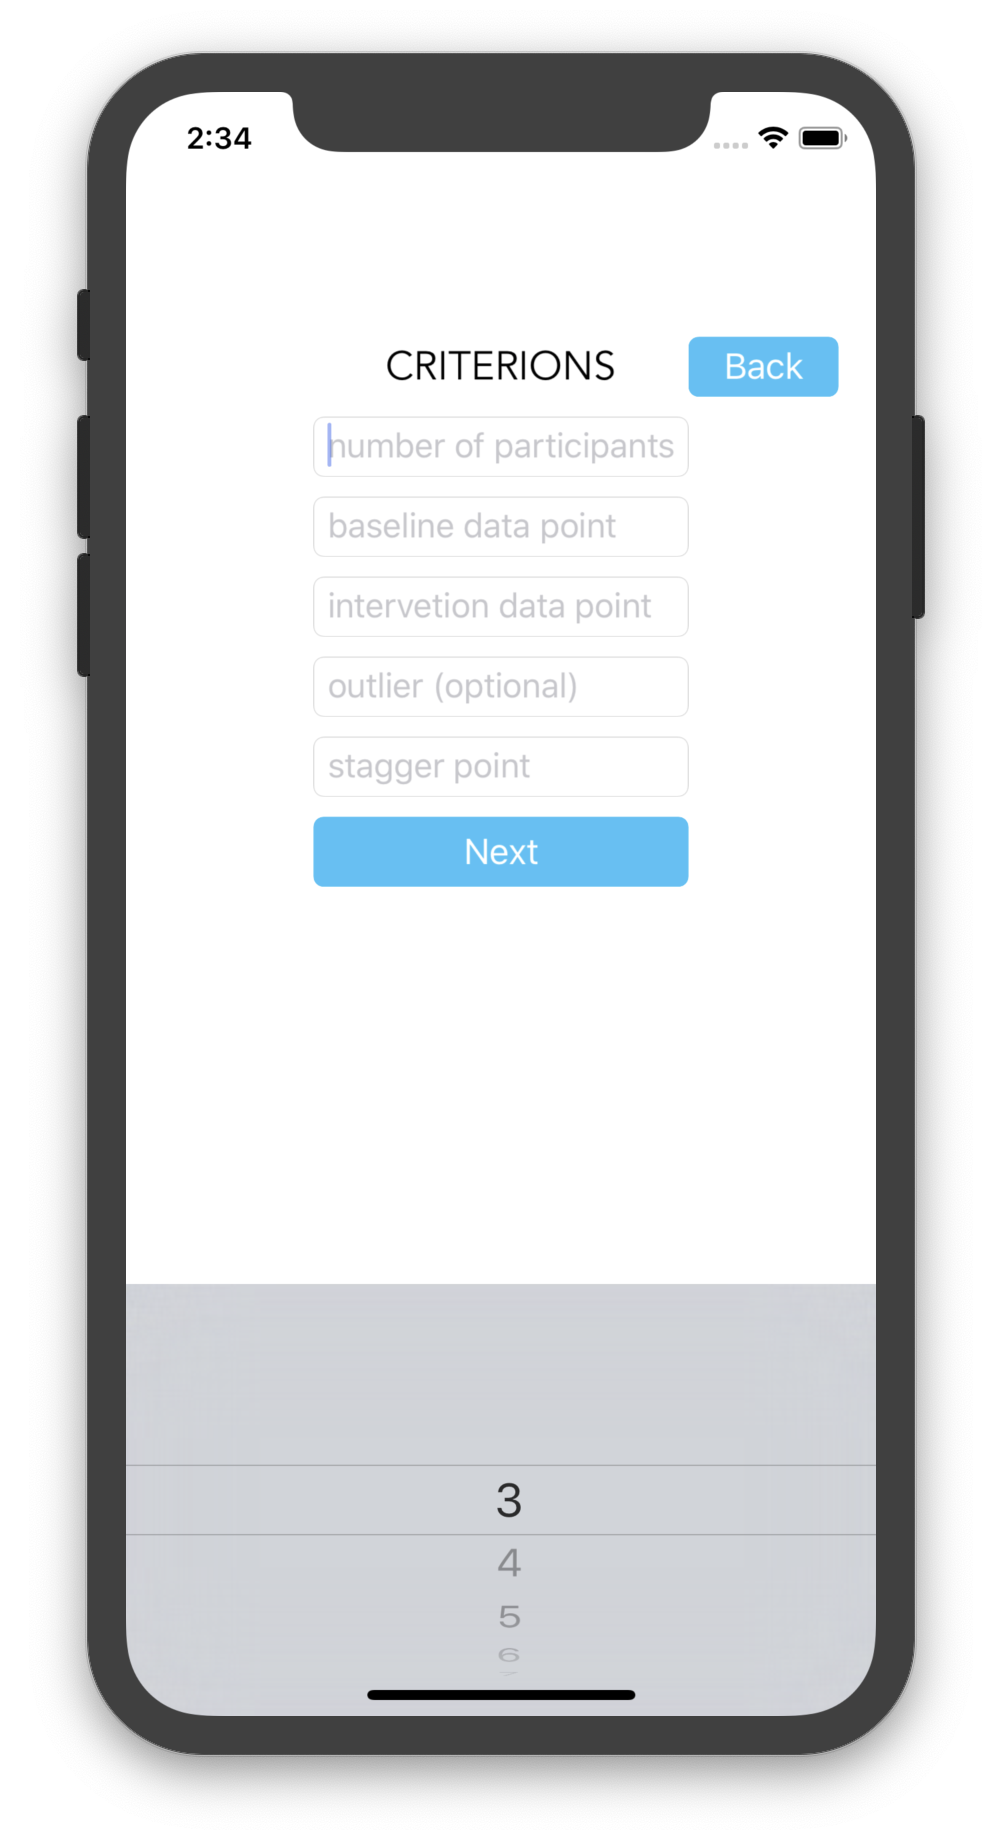 2:34
CRITERIONS
Back
number of participants
baseline data point
intervetion data point
outlier (optional)
stagger point
Next
3
4
5
6